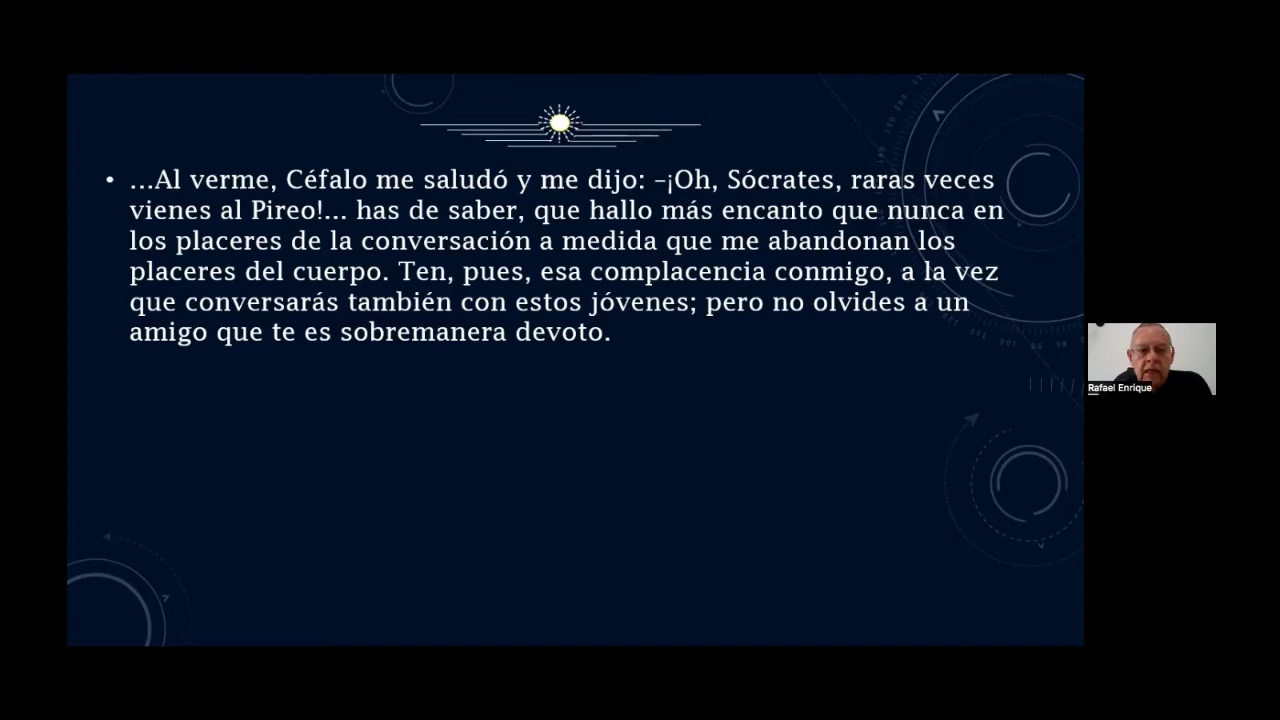 • ...Al verme, Céfalo me saludó y me dijo: –¡Oh, Sócrates, raras veces
vienes al Pireo!... has de saber, que hallo más encanto que nunca en
los placeres de la conversación a medida que me abandonan los
placeres del cuerpo. Ten, pues, esa complacencia conmigo, a la vez
que conversarás también con estos jóvenes; pero no olvides a un
amigo que te es sobremanera devoto.
Rafael Enrique